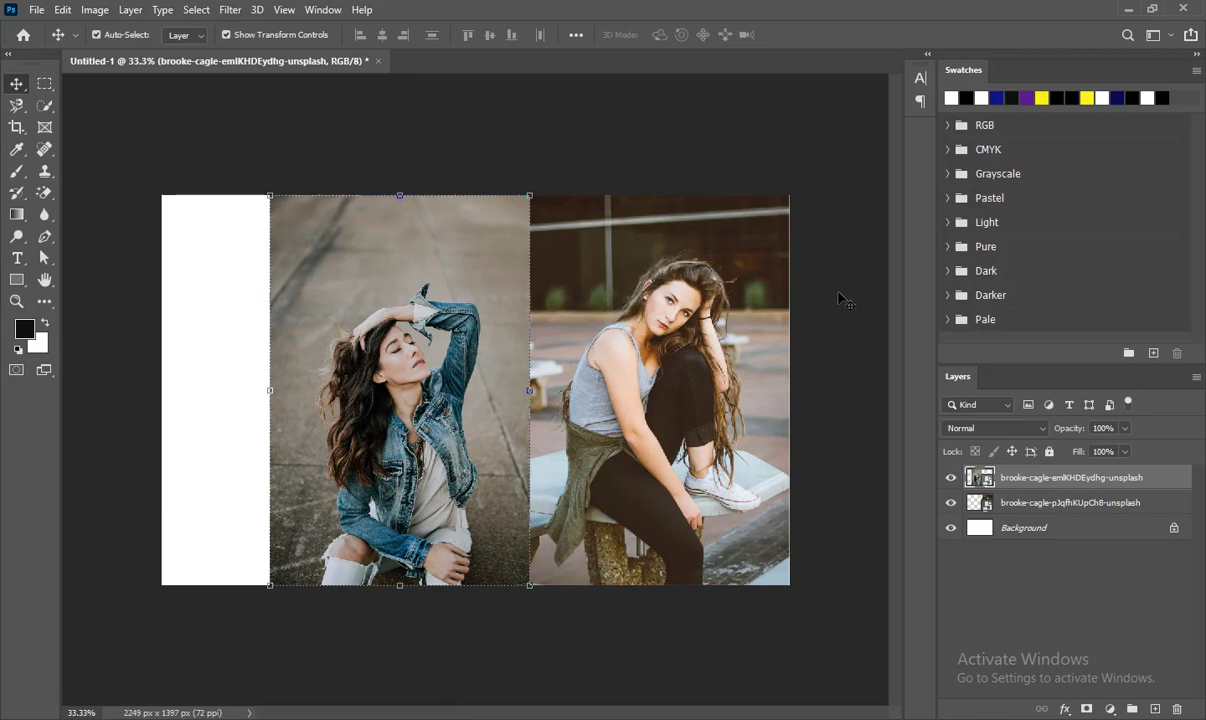 Ps File Edit Image Layer Type Select Filter 3D View Window Help
Auto-Select: Layer Show Transform Controls 3D Mode:
Untitled-1 @ 33.3% (brooke-cagle-emlKHDEydhg-unsplash, RGB/8) *
Swatches
RGB
CMYK
Grayscale
Pastel
Light
Pure
Dark
Darker
Pale
Layers
Kind
Normal Opacity: 100%
Lock: Fill: 100%
brooke-cagle-emlKHDEydhg-unsplash
brooke-cagle-pJqfhKUpCh8-unsplash
Background
Activate Windows
Go to Settings to activate Windows.
33.33% 2249 px x 1397 px (72 ppi)